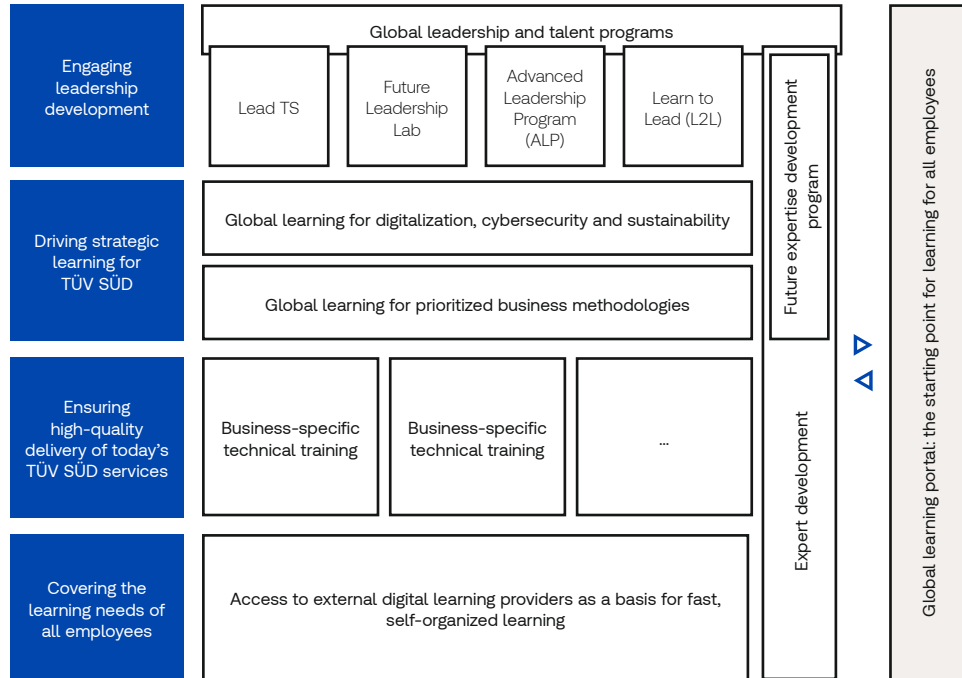 Engaging
leadership
development
Global leadership and talent programs
Lead TS
Future
Leadership
Lab
Advanced
Leadership
Program
(ALP)
Learn to
Lead (L2L)
Driving strategic
learning for
TÜV SÜD
Global learning for digitalization, cybersecurity and sustainability
Global learning for prioritized business methodologies
Ensuring
high-quality
delivery of today’s
TÜV SÜD services
Business-specific
technical training
Business-specific
technical training
...
Covering the
learning needs of
all employees
Access to external digital learning providers as a basis for fast,
self-organized learning
Future expertise development
program
Expert development
Global learning portal: the starting point for learning for all employees